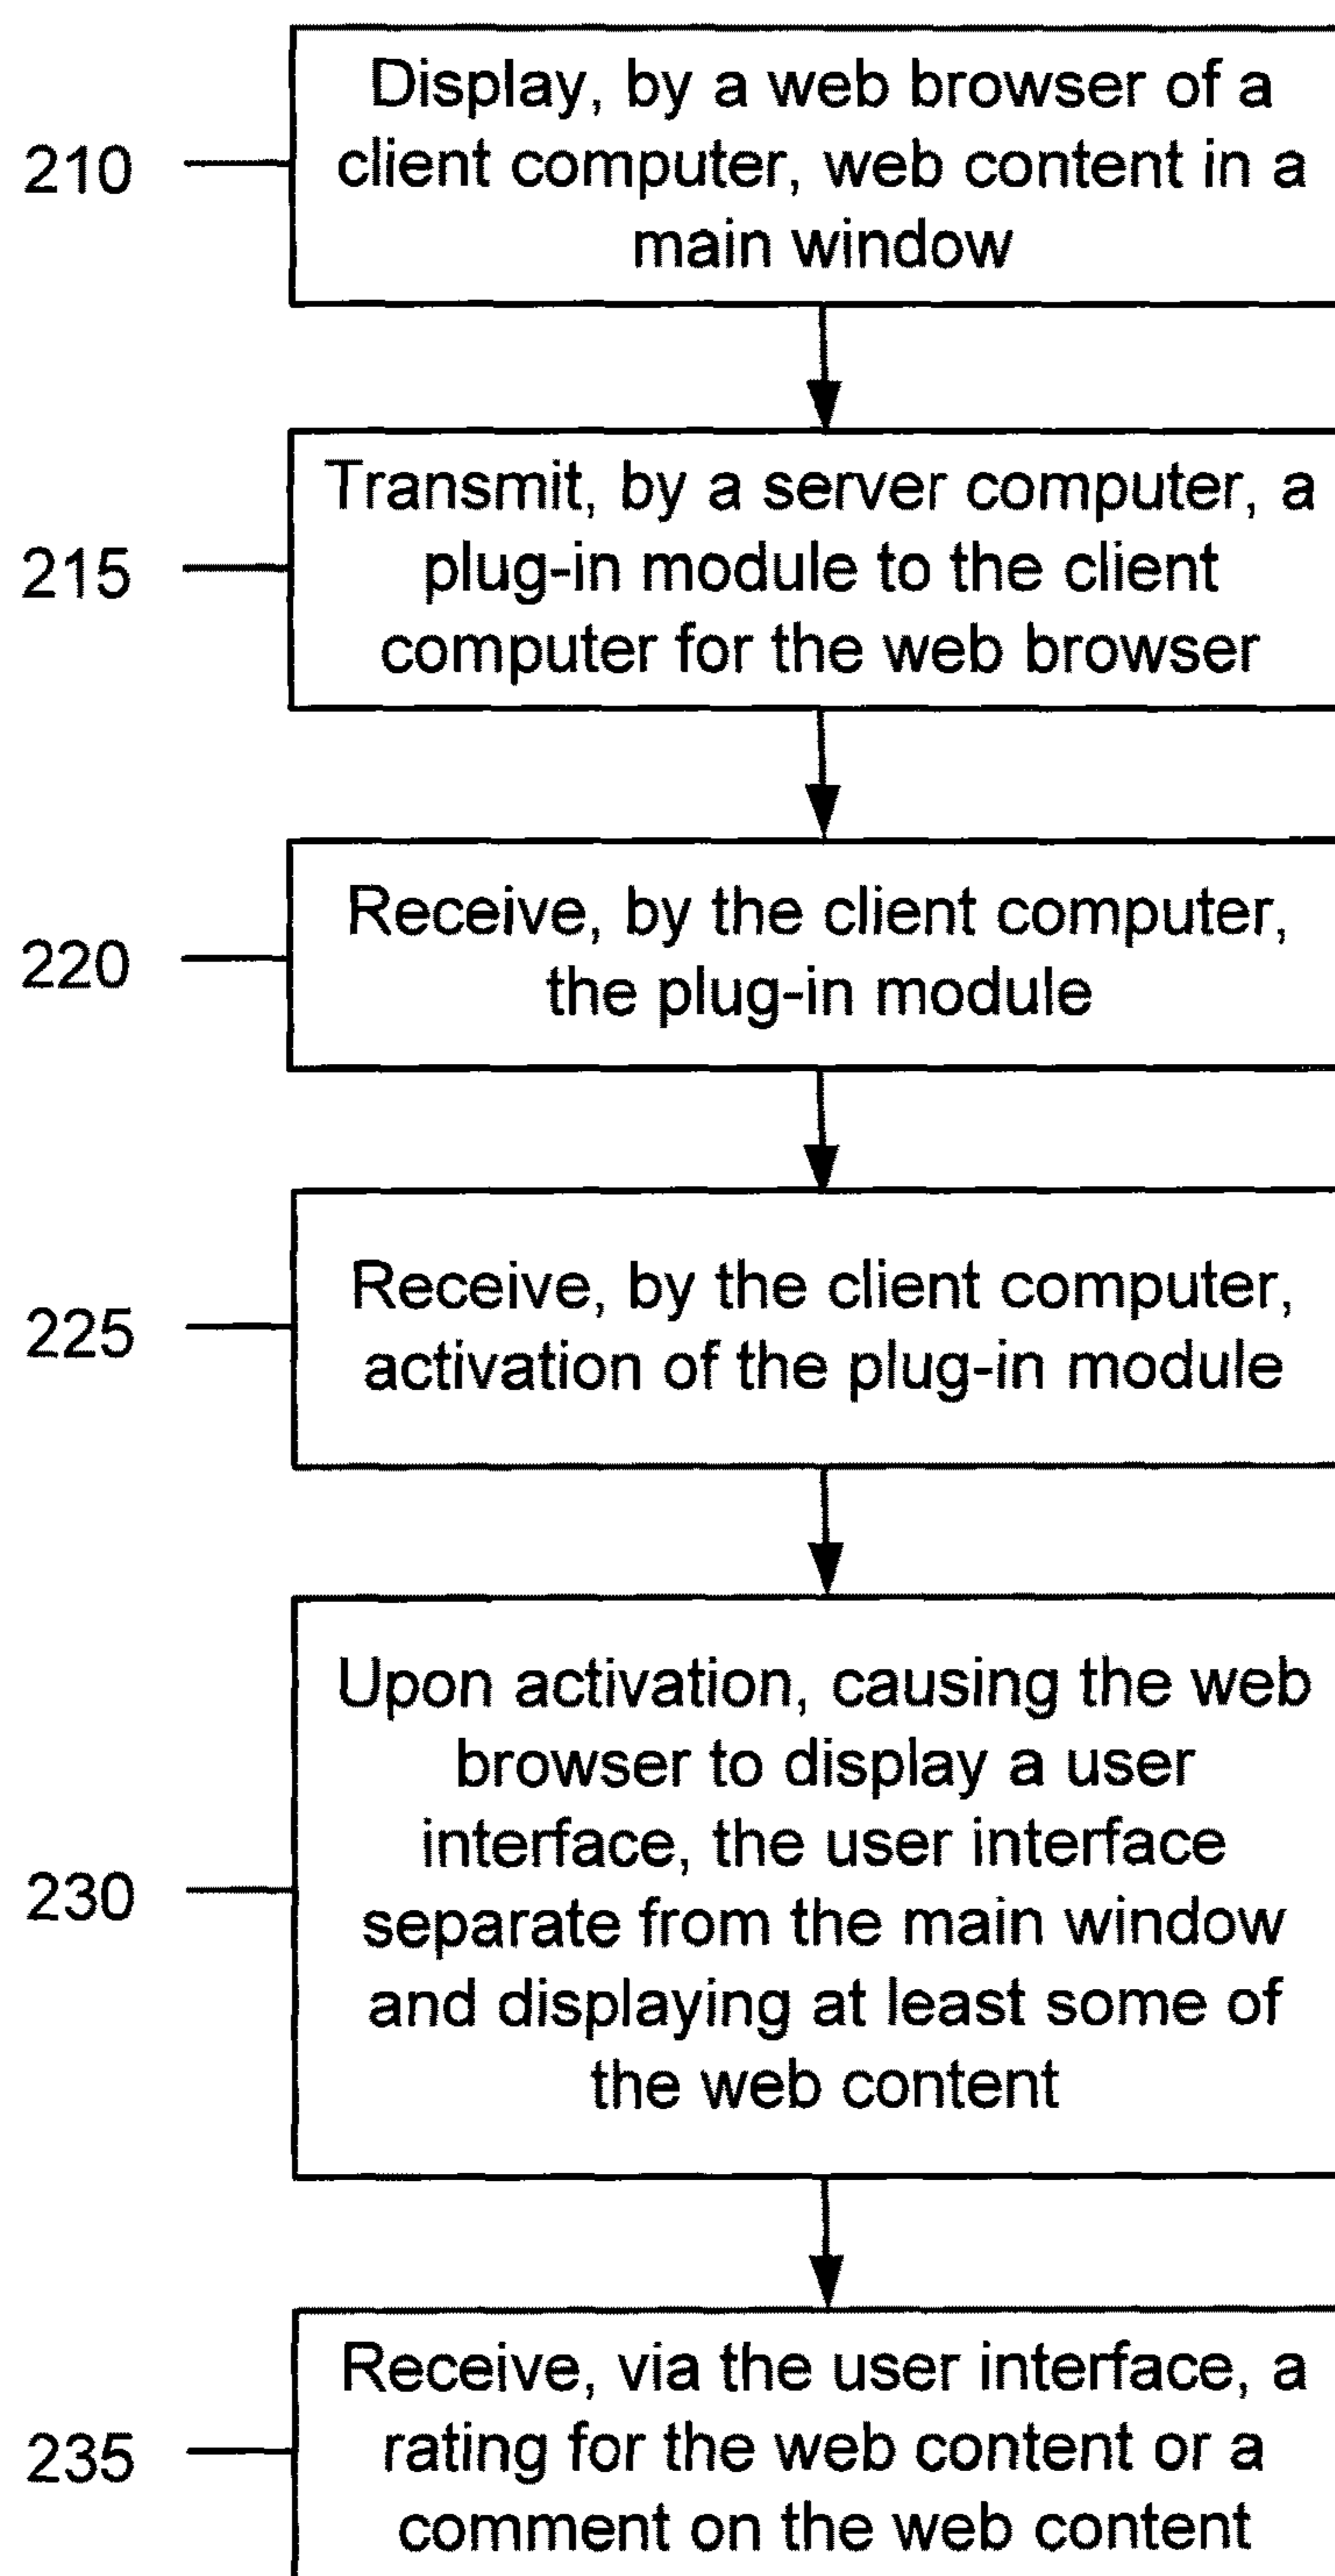 Display, by a web browser of a
client computer, web content in a
main window
210
Transmit, by a server computer, a
plug-in module to the client
computer for the web browser
215
Receive, by the client computer,
the plug-in module
220
Receive, by the client computer,
activation of the plug-in module
225
Upon activation, causing the web
browser to display a user
interface, the user interface
separate from the main window
and displaying at least some of
the web content
230
Receive, via the user interface, a
rating for the web content or a
comment on the web content
235